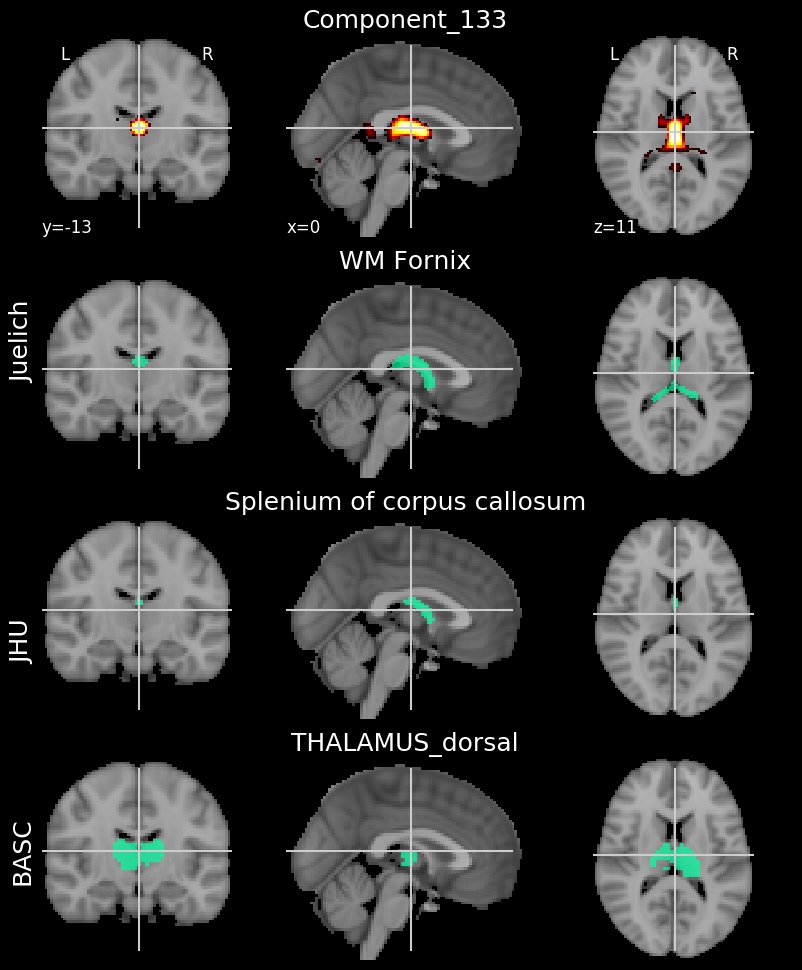 Component_133
L R L R
y=-13 x=0 z=11
WM Fornix
Juelich
Splenium of corpus callosum
JHU
THALAMUS_dorsal
BASC